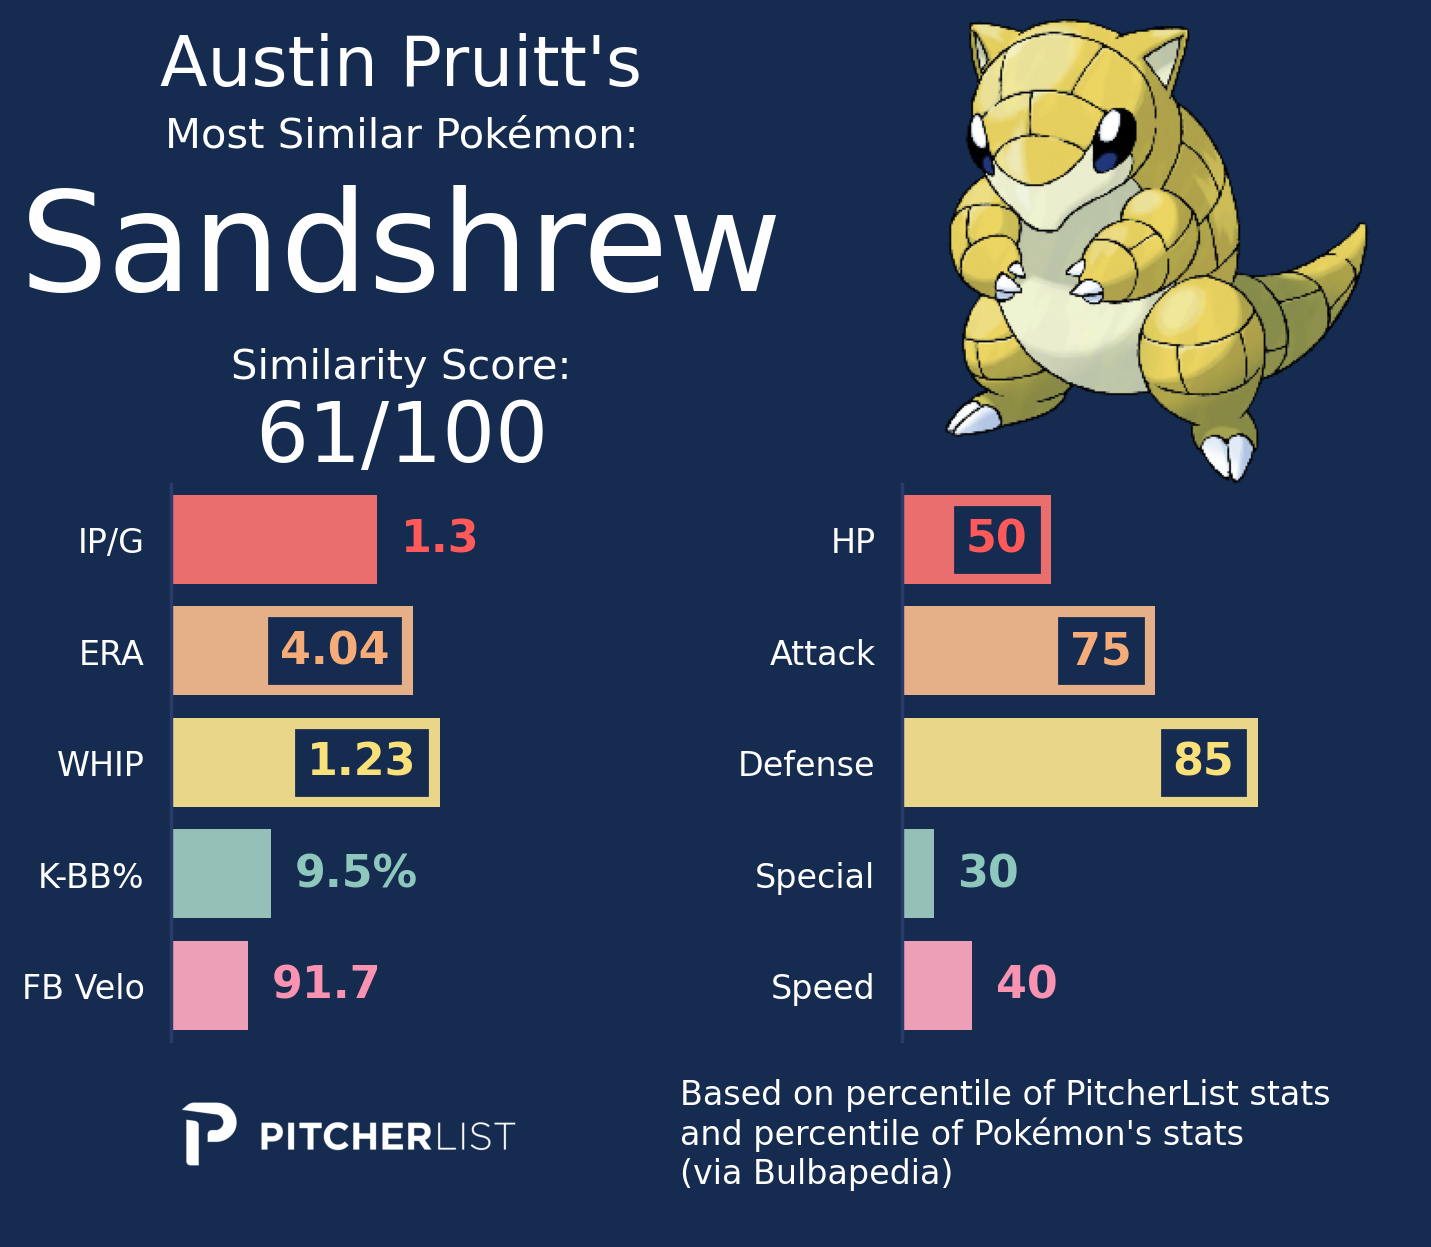 Austin Pruitt's
Most Similar Pokémon:
Sandshrew
Similarity Score:
61/100
IP/G 1.3
ERA 4.04
WHIP 1.23
K-BB% 9.5%
FB Velo 91.7
HP 50
Attack 75
Defense 85
Special 30
Speed 40
PITCHERLIST
Based on percentile of PitcherList stats
and percentile of Pokémon's stats
(via Bulbapedia)